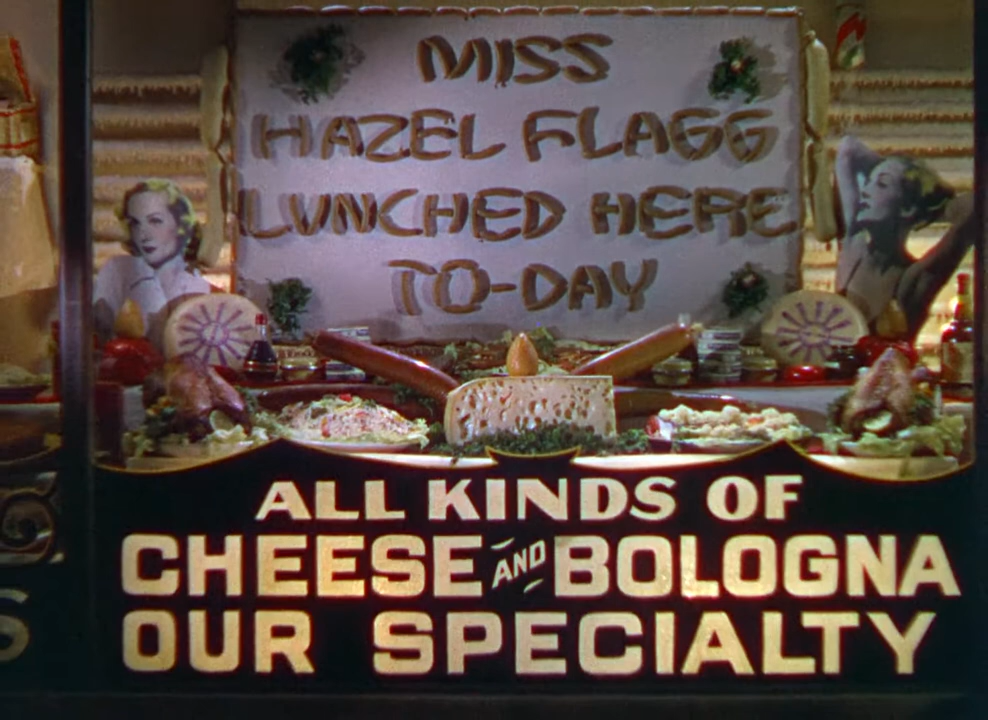 MISS
HAZEL FLAGG
LUNCHED HERE
TO-DAY
ALL KINDS OF
CHEESE AND BOLOGNA
OUR SPECIALTY